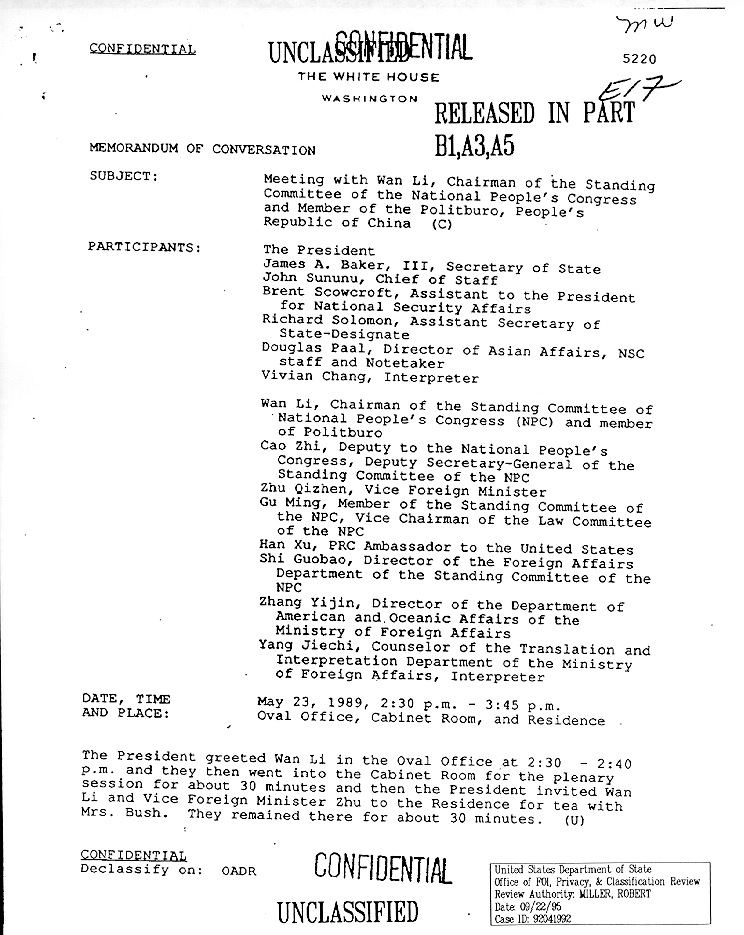 mw
CONFIDENTIAL
UNCLASSIFIED CONFIDENTIAL
5220
THE WHITE HOUSE
E17
WASHINGTON
RELEASED IN PART
B1,A3,A5
MEMORANDUM OF CONVERSATION
SUBJECT: Meeting with Wan Li, Chairman of the Standing
Committee of the National People's Congress
and Member of the Politburo, People's
Republic of China (C)
PARTICIPANTS: The President
James A. Baker, III, Secretary of State
John Sununu, Chief of Staff
Brent Scowcroft, Assistant to the President
for National Security Affairs
Richard Solomon, Assistant Secretary of
State-Designate
Douglas Paal, Director of Asian Affairs, NSC
staff and Notetaker
Vivian Chang, Interpreter
Wan Li, Chairman of the Standing Committee of
National People's Congress (NPC) and member
of Politburo
Cao Zhi, Deputy to the National People's
Congress, Deputy Secretary-General of the
Standing Committee of the NPC
Zhu Qizhen, Vice Foreign Minister
Gu Ming, Member of the Standing Committee of
the NPC, Vice Chairman of the Law Committee
of the NPC
Han Xu, PRC Ambassador to the United States
Shi Guobao, Director of the Foreign Affairs
Department of the Standing Committee of the
NPC
Zhang Yijin, Director of the Department of
American and Oceanic Affairs of the
Ministry of Foreign Affairs
Yang Jiechi, Counselor of the Translation and
Interpretation Department of the Ministry
of Foreign Affairs, Interpreter
DATE, TIME May 23, 1989, 2:30 p.m. - 3:45 p.m.
AND PLACE: Oval Office, Cabinet Room, and Residence
The President greeted Wan Li in the Oval Office at 2:30 - 2:40
p.m. and they then went into the Cabinet Room for the plenary
session for about 30 minutes and then the President invited Wan
Li and Vice Foreign Minister Zhu to the Residence for tea with
Mrs. Bush. They remained there for about 30 minutes. (U)
CONFIDENTIAL
Declassify on: OADR
CONFIDENTIAL
UNCLASSIFIED
United States Department of State
Office of FOI, Privacy, & Classification Review
Review Authority: MILLER, ROBERT
Date: 09/22/95
Case ID: 92041992